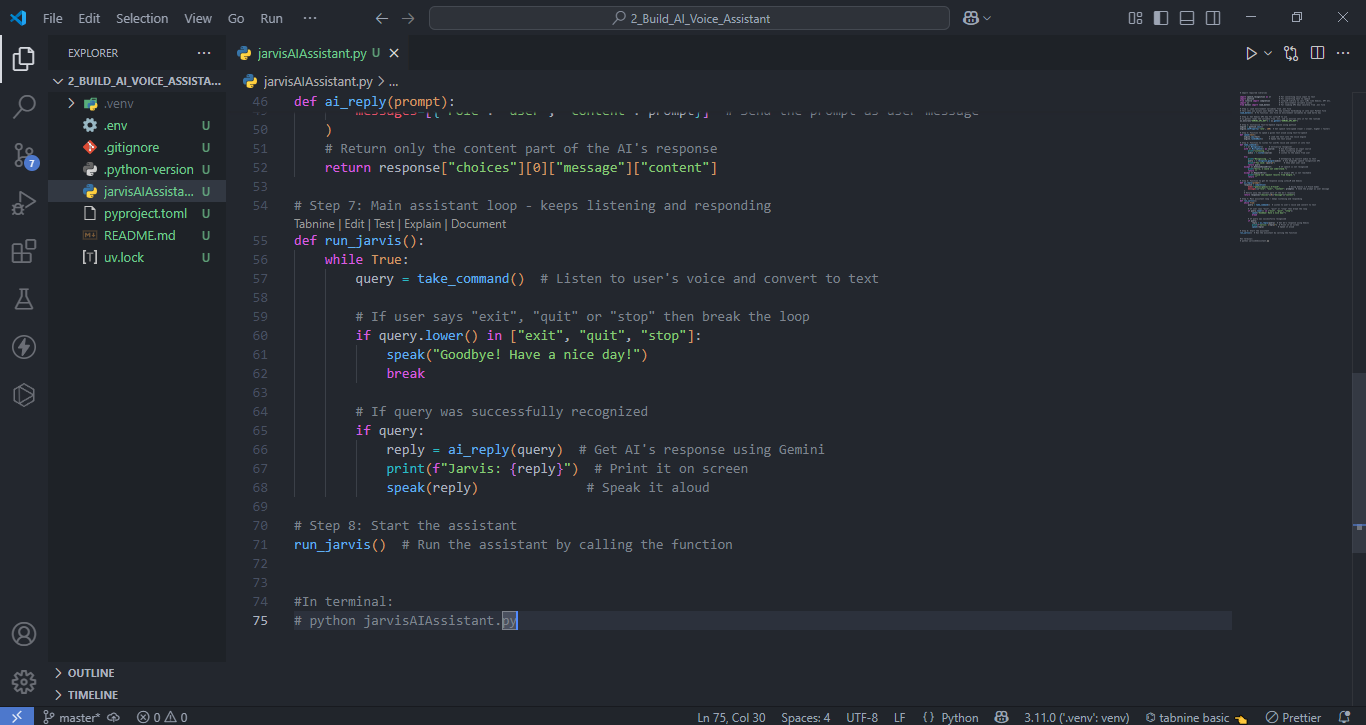 File Edit Selection View Go Run ··· 2_Build_AI_Voice_Assistant
EXPLORER ···
2_BUILD_AI_VOICE_ASSISTA...
.venv
.env U
.gitignore U
.python-version U
jarvisAIAssista... U
pyproject.toml U
README.md U
uv.lock U
7
OUTLINE
TIMELINE
jarvisAIAssistant.py U
jarvisAIAssistant.py > ...
46 def ai_reply(prompt):
messages=[{"role": "user", "content": prompt}] # Send the prompt as user message
50 )
51 # Return only the content part of the AI's response
52 return response["choices"][0]["message"]["content"]
53
54 # Step 7: Main assistant loop - keeps listening and responding
Tabnine | Edit | Test | Explain | Document
55 def run_jarvis():
56 while True:
57 query = take_command() # Listen to user's voice and convert to text
58
59 # If user says "exit", "quit" or "stop" then break the loop
60 if query.lower() in ["exit", "quit", "stop"]:
61 speak("Goodbye! Have a nice day!")
62 break
63
64 # If query was successfully recognized
65 if query:
66 reply = ai_reply(query) # Get AI's response using Gemini
67 print(f"Jarvis: {reply}") # Print it on screen
68 speak(reply) # Speak it aloud
69
70 # Step 8: Start the assistant
71 run_jarvis() # Run the assistant by calling the function
72
73
74 #In terminal:
75 # python jarvisAIAssistant.py
master* 0 0 Ln 75, Col 30 Spaces: 4 UTF-8 LF {} Python 3.11.0 ('.venv': venv) tabnine basic Prettier